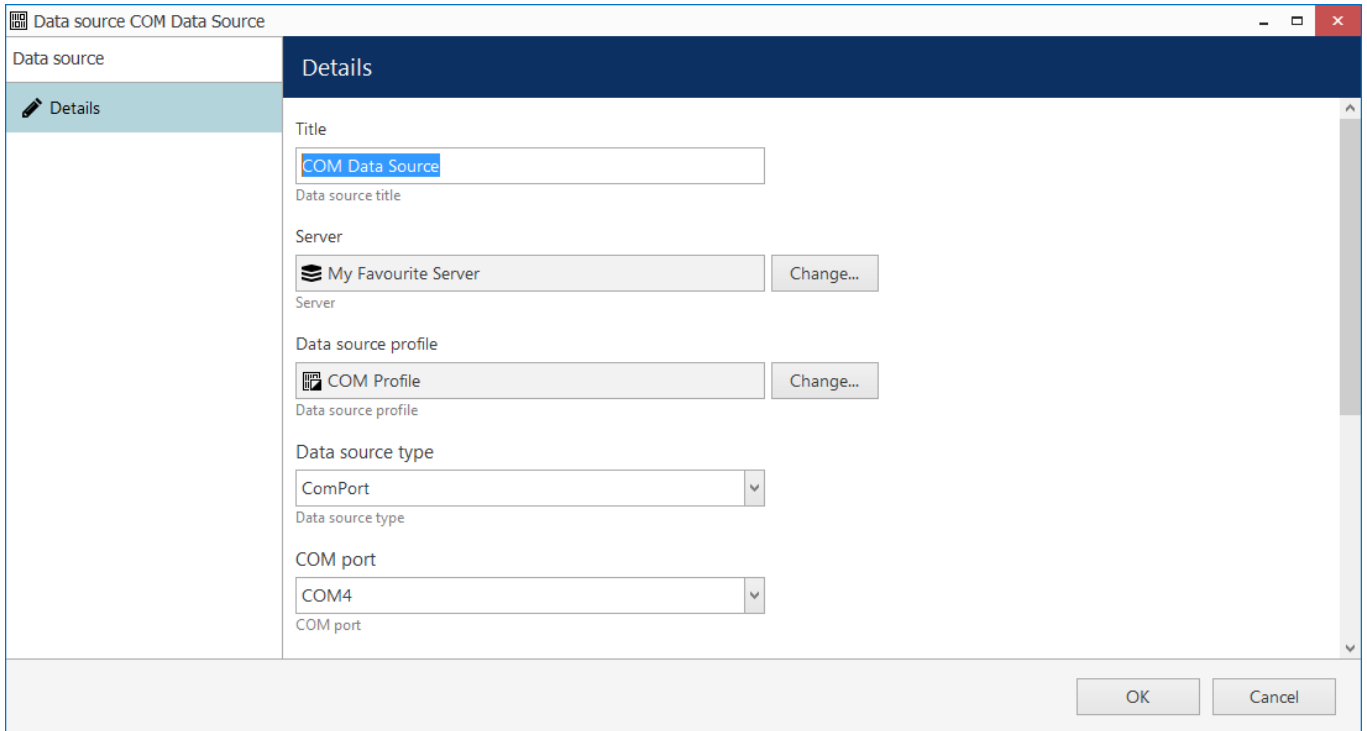 Data source COM Data Source
Data source
Details
Details
Title
COM Data Source
Data source title
Server
My Favourite Server
Change...
Server
Data source profile
COM Profile
Change...
Data source profile
Data source type
ComPort
Data source type
COM port
COM4
COM port
OK
Cancel